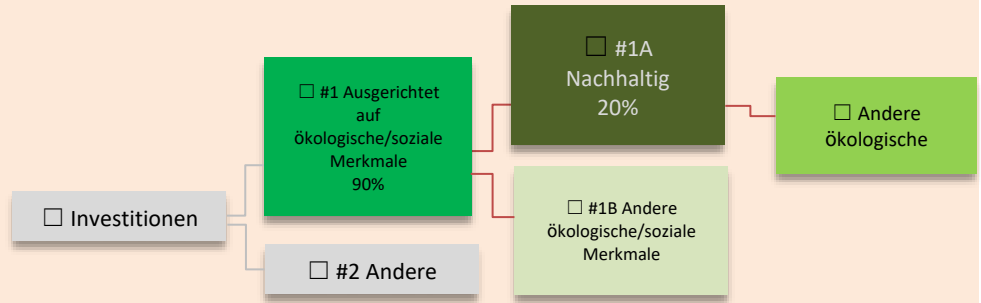 ☐ Investitionen
☐ #1 Ausgerichtet
auf
ökologische/soziale
Merkmale
90%
☐ #2 Andere
☐ #1A
Nachhaltig
20%
☐ #1B Andere
ökologische/soziale
Merkmale
☐ Andere
ökologische